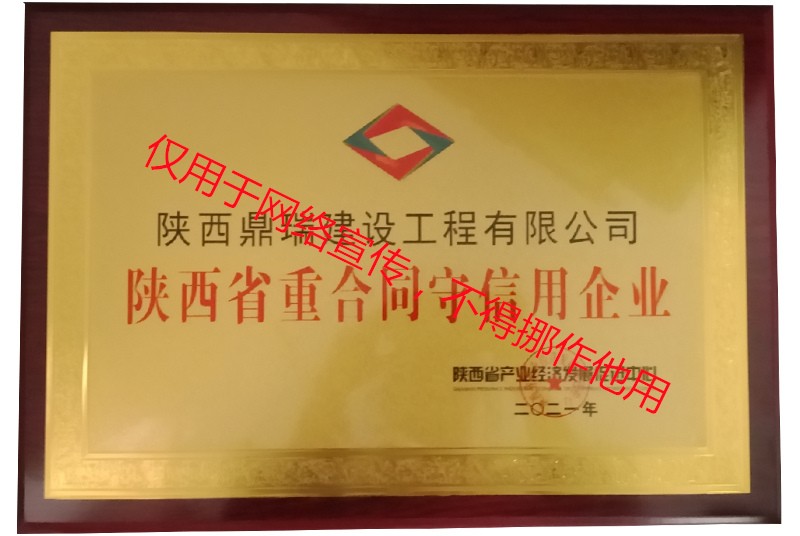 陕西鼎瑞建设工程有限公司
陕西省重合同守信用企业
仅用于网络宣传,不得挪作他用
陕西省产业经济发展促进中心
二〇二一年